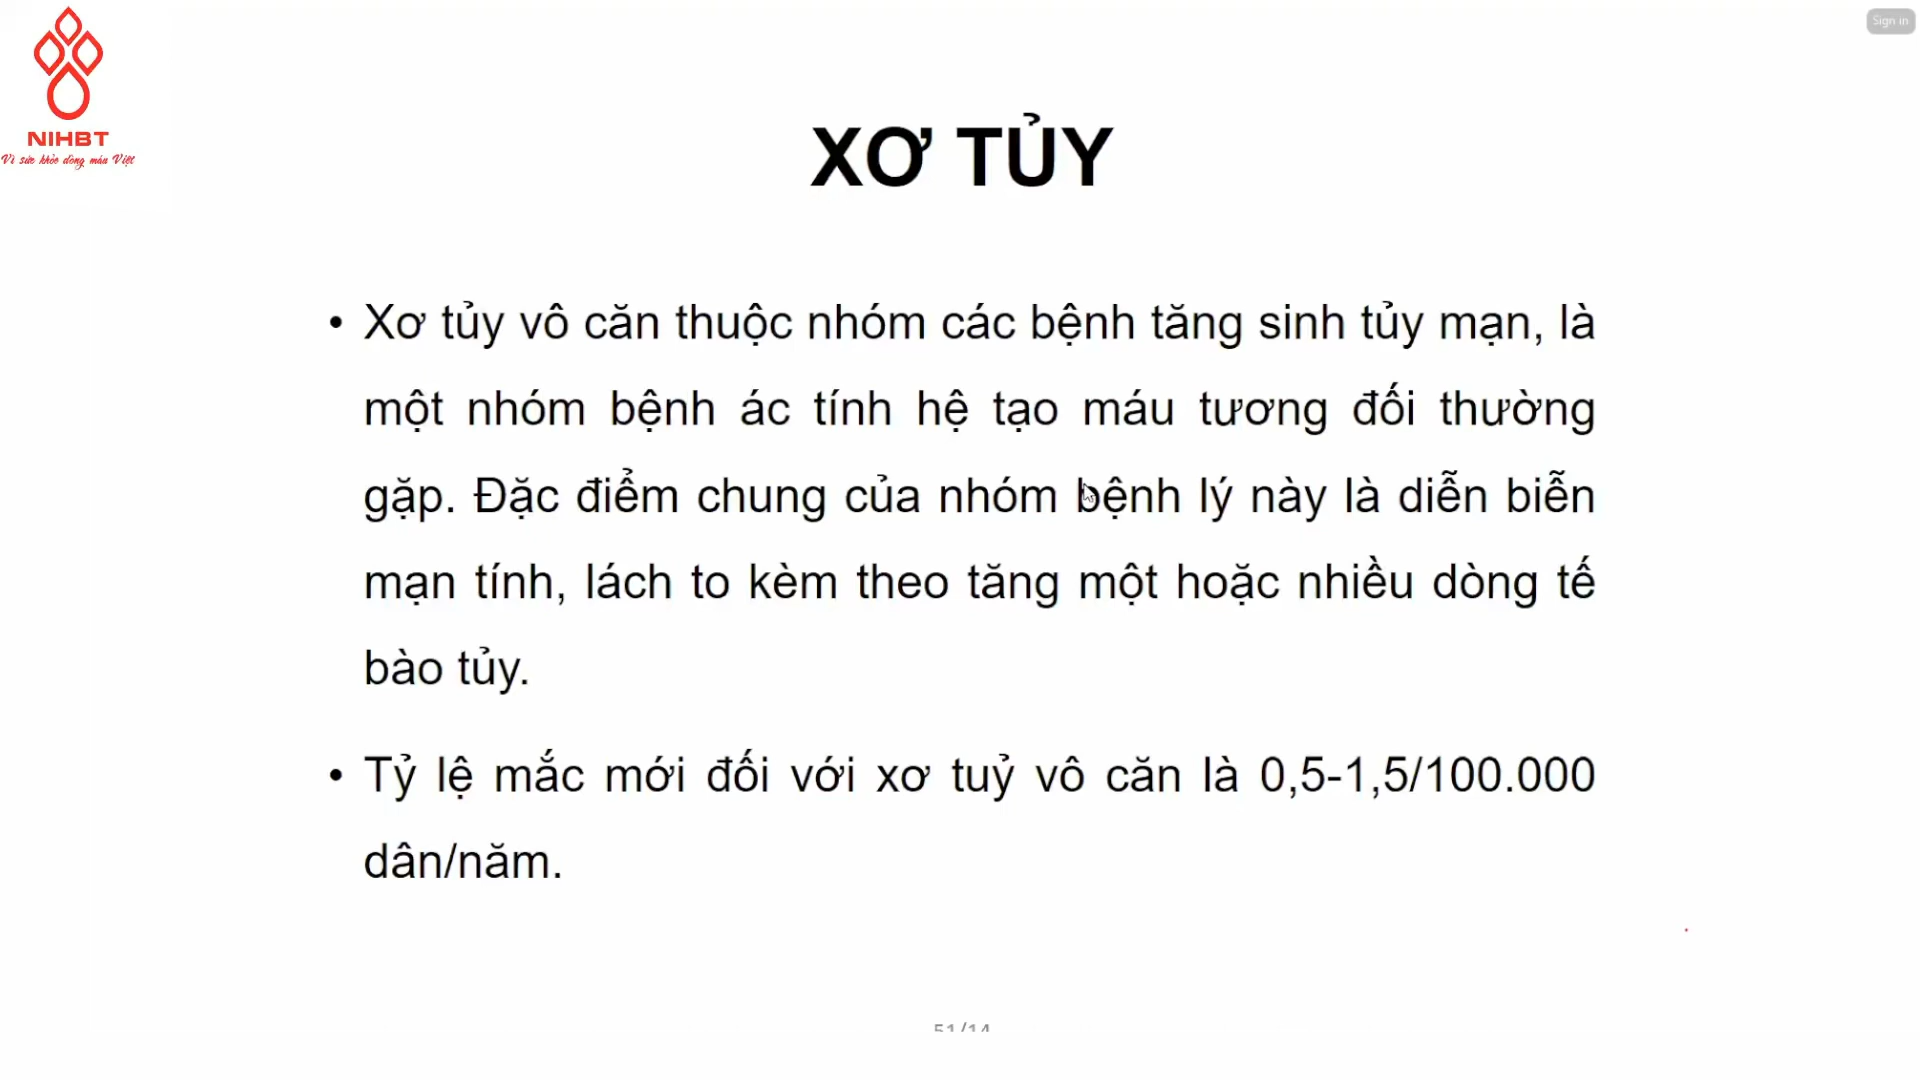 Sign in
NIHBT
Vì sức khỏe dòng máu Việt
XƠ TỦY
• Xơ tủy vô căn thuộc nhóm các bệnh tăng sinh tủy mạn, là
một nhóm bệnh ác tính hệ tạo máu tương đối thường
gặp. Đặc điểm chung của nhóm bệnh lý này là diễn biễn
mạn tính, lách to kèm theo tăng một hoặc nhiều dòng tế
bào tủy.
• Tỷ lệ mắc mới đối với xơ tuỷ vô căn là 0,5-1,5/100.000
dân/năm.
51/14